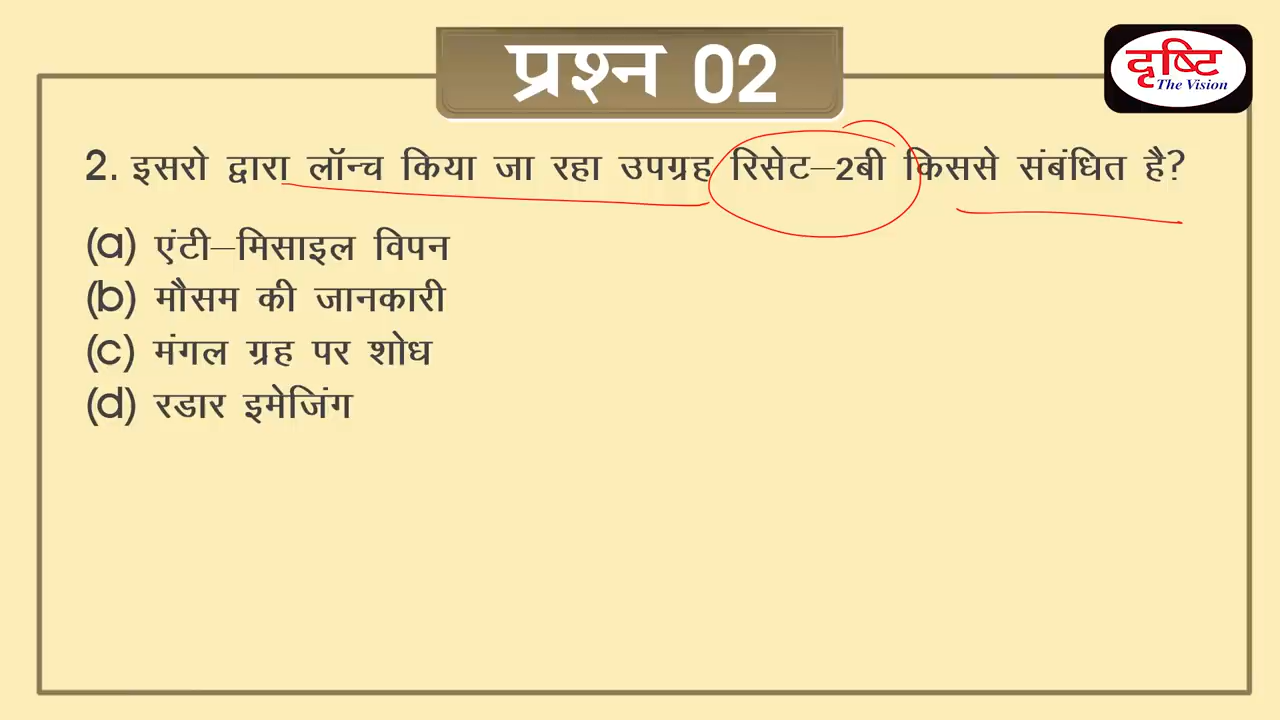 प्रश्न 02
दृष्टि
The Vision
2. इसरो द्वारा लॉन्च किया जा रहा उपग्रह रिसेट–2बी किससे संबंधित है?
(a) एंटी–मिसाइल विपन
(b) मौसम की जानकारी
(c) मंगल ग्रह पर शोध
(d) रडार इमेजिंग